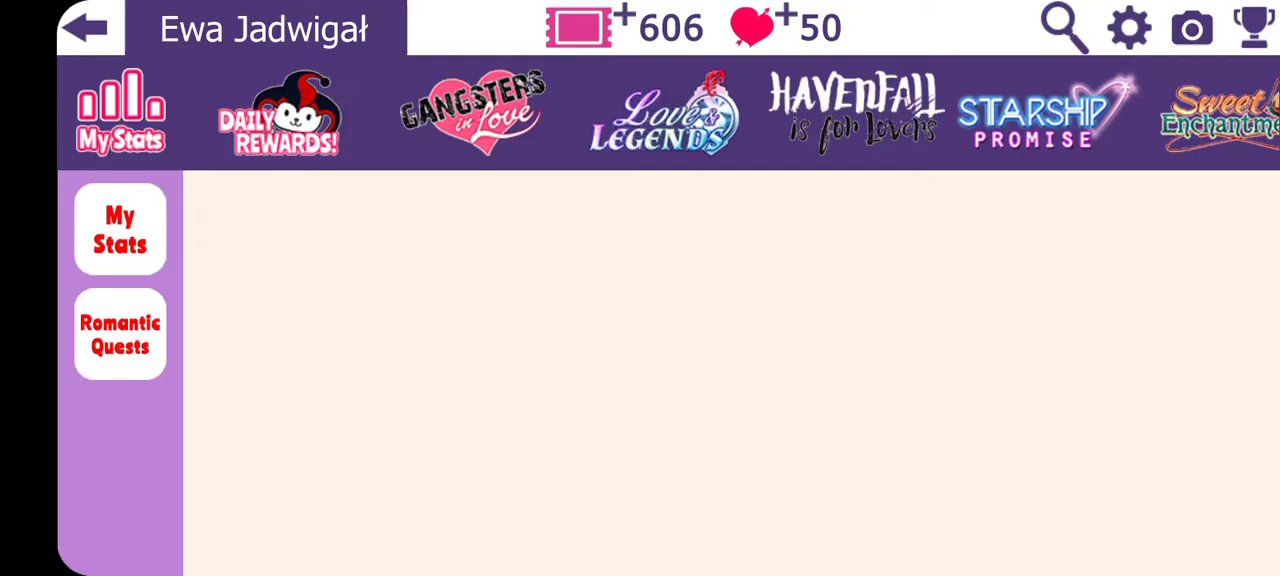 Ewa Jadwigał
+606
+50
My Stats
DAILY
REWARDS!
GANGSTERS
in Love
Love &
LEGENDS
HAVENFALL
is for Lovers
STARSHIP
PROMISE
Sweet
Enchantme
My
Stats
Romantic
Quests